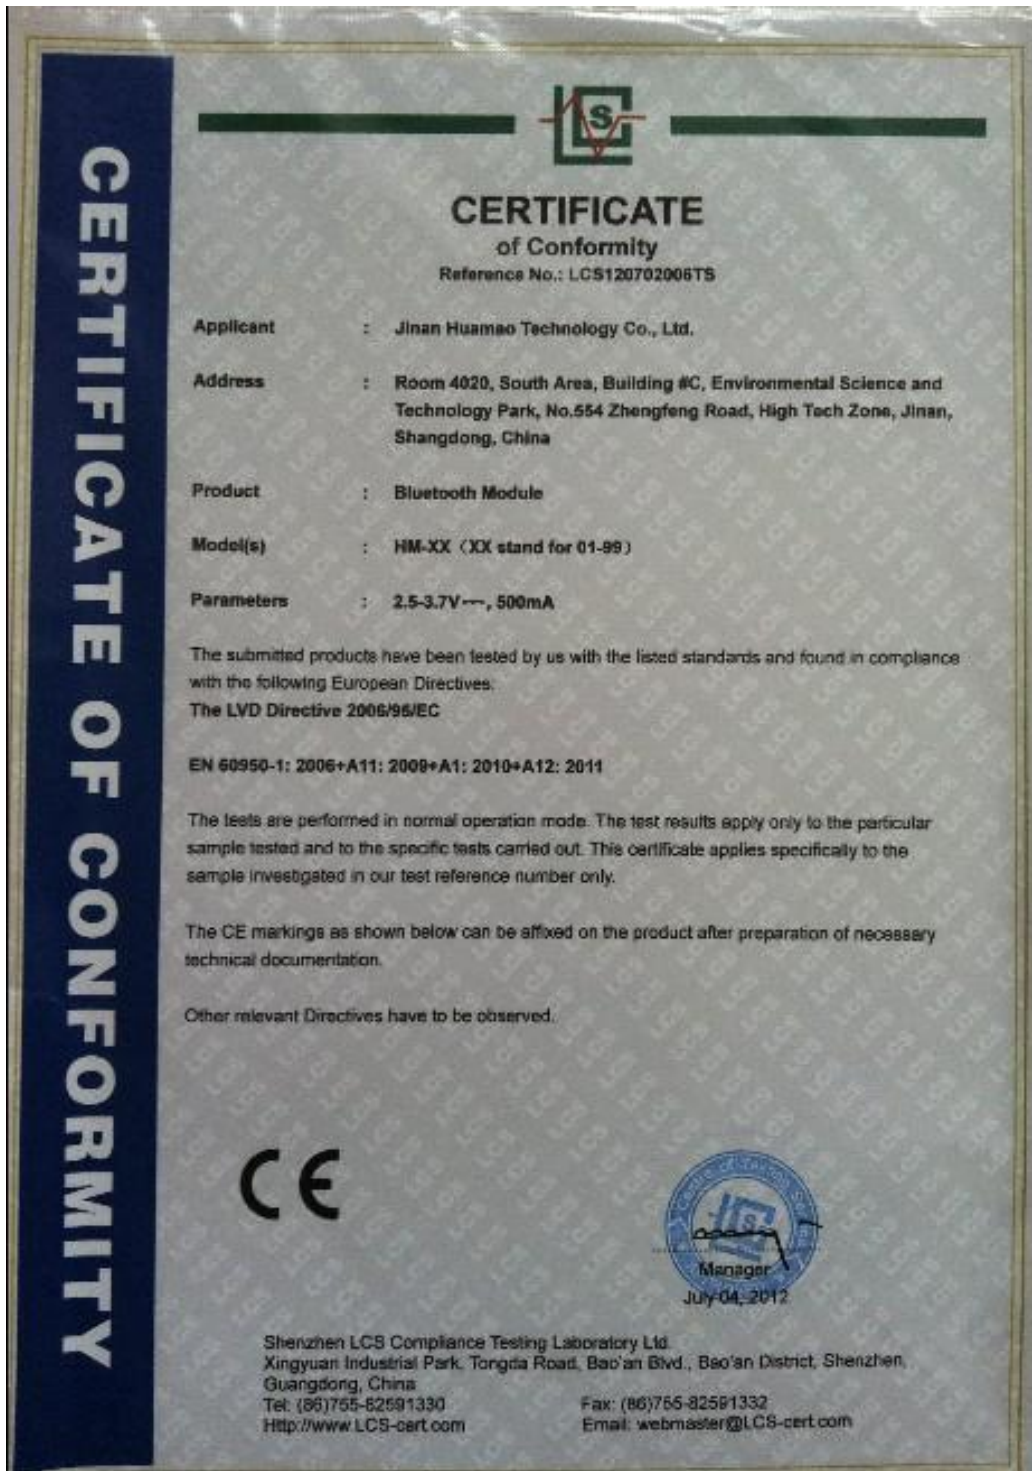 CERTIFICATE OF CONFORMITY
LCS
CERTIFICATE
of Conformity
Reference No.: LCS120702006TS
Applicant : Jinan Huamao Technology Co., Ltd.
Address : Room 4020, South Area, Building #C, Environmental Science and
Technology Park, No.554 Zhengfeng Road, High Tech Zone, Jinan,
Shangdong, China
Product : Bluetooth Module
Model(s) : HM-XX (XX stand for 01-99)
Parameters : 2.5-3.7V⎓, 500mA
The submitted products have been tested by us with the listed standards and found in compliance
with the following European Directives:
The LVD Directive 2006/95/EC
EN 60950-1: 2006+A11: 2009+A1: 2010+A12: 2011
The tests are performed in normal operation mode. The test results apply only to the particular
sample tested and to the specific tests carried out. This certificate applies specifically to the
sample investigated in our test reference number only.
The CE markings as shown below can be affixed on the product after preparation of necessary
technical documentation.
Other relevant Directives have to be observed.
CE
Centre of Testing
Manager
July 04, 2012
Shenzhen LCS Compliance Testing Laboratory Ltd.
Xingyuan Industrial Park, Tongda Road, Bao'an Blvd., Bao'an District, Shenzhen,
Guangdong, China
Tel: (86)755-82591330 Fax: (86)755-82591332
Http://www.LCS-cert.com Email: webmaster@LCS-cert.com